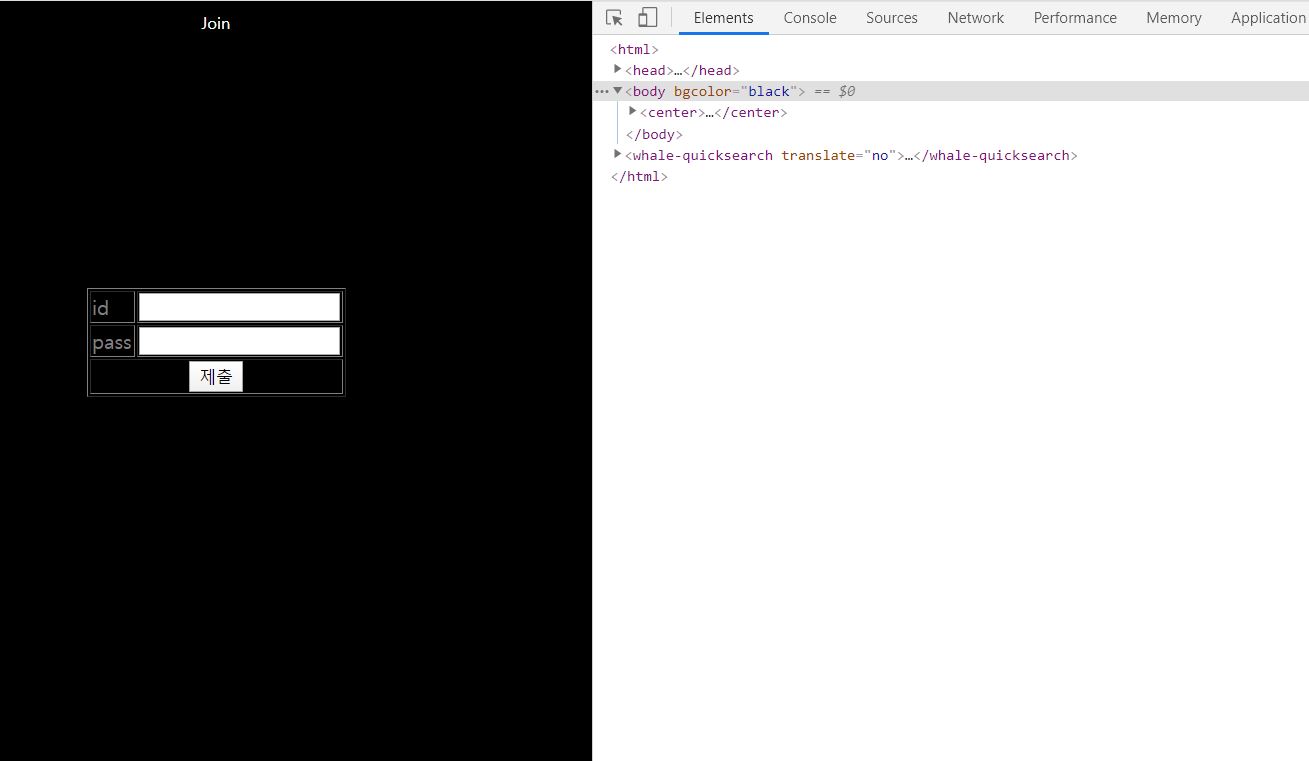 Join
id
pass
제출
Elements Console Sources Network Performance Memory Application
<html>
<head>…</head>
<body bgcolor="black"> == $0
<center>…</center>
</body>
<whale-quicksearch translate="no">…</whale-quicksearch>
</html>